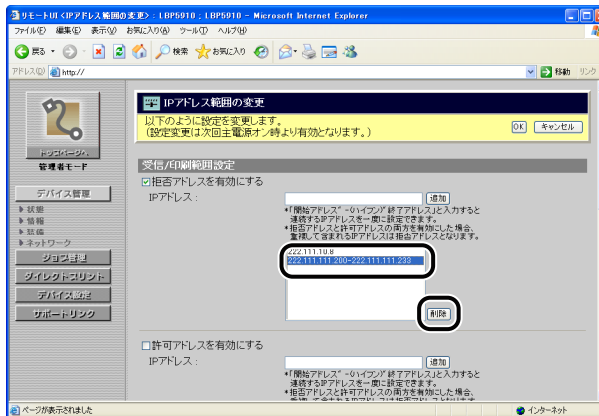 リモートUI <IPアドレス範囲の変更> : LBP5910 ; LBP5910 - Microsoft Internet Explorer
ファイル(F) 編集(E) 表示(V) お気に入り(A) ツール(T) ヘルプ(H)
戻る 検索 お気に入り
アドレス(D) http:// 移動 リンク
トップページへ
管理者モード
デバイス管理
状態
情報
装備
ネットワーク
ジョブ管理
ダイレクトプリント
デバイス設定
サポートリンク
IPアドレス範囲の変更
以下のように設定を変更します。
(設定変更は次回主電源オン時より有効となります。)
OK キャンセル
受信/印刷範囲設定
拒否アドレスを有効にする
IPアドレス : 追加
*「開始アドレス" -(ハイフン)" 終了アドレス」と入力すると
連続するIPアドレスを一度に設定できます。
*拒否アドレスと許可アドレスの両方を有効にした場合、
重複して含まれるIPアドレスは拒否アドレスとなります。
222.111.10.8
222.111.111.200-222.111.111.233
削除
許可アドレスを有効にする
IPアドレス : 追加
*「開始アドレス" -(ハイフン)" 終了アドレス」と入力すると
連続するIPアドレスを一度に設定できます。
*拒否アドレスと許可アドレスの両方を有効にした場合、
ページが表示されました インターネット